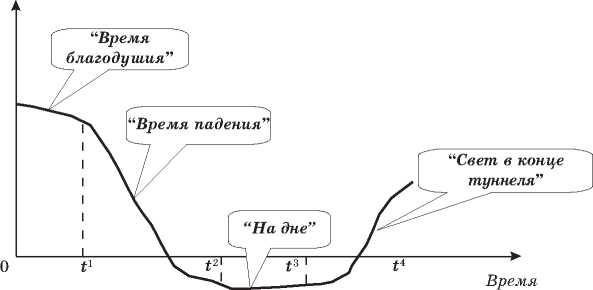 “Время
благодушия”
“Время падения”
“Свет в конце
туннеля”
“На дне”
0
t1
t2
t3
t4
Время